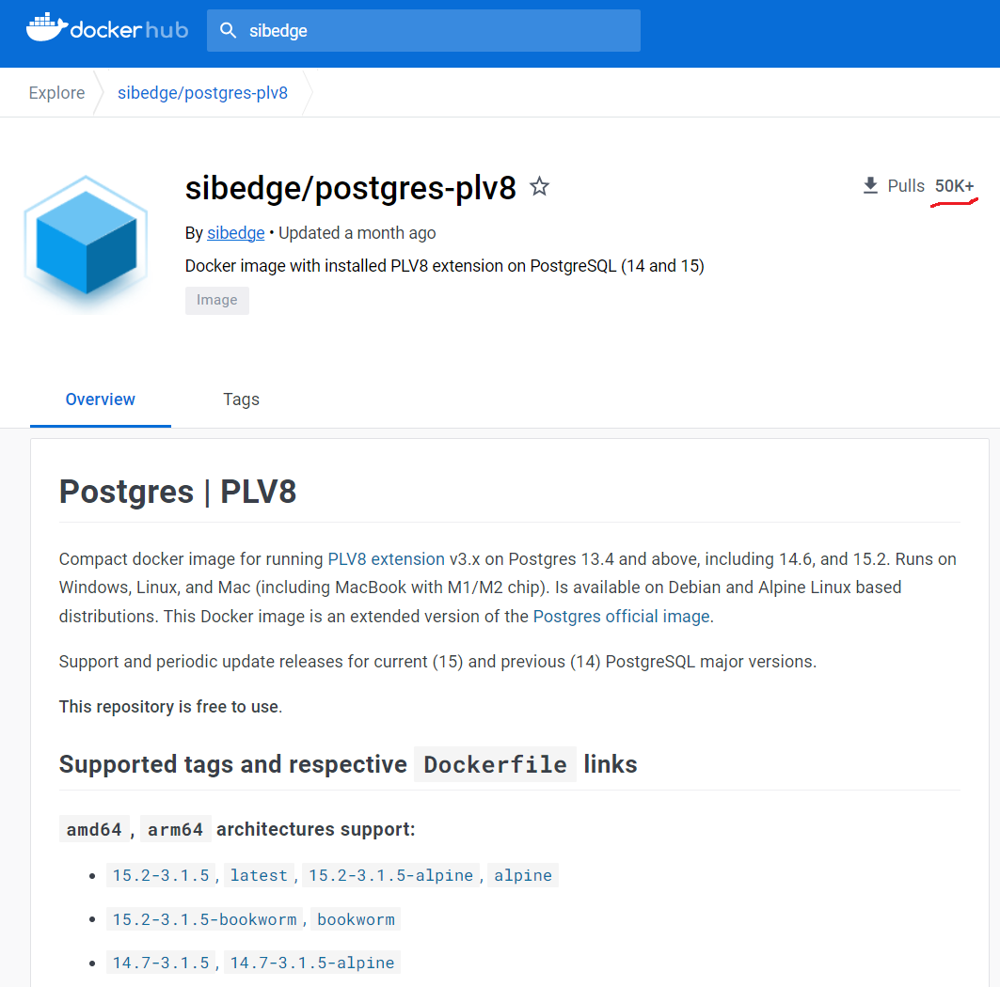 dockerhub
sibedge
Explore
sibedge/postgres-plv8
sibedge/postgres-plv8
Pulls 50K+
By sibedge • Updated a month ago
Docker image with installed PLV8 extension on PostgreSQL (14 and 15)
Image
Overview
Tags
Postgres | PLV8
Compact docker image for running PLV8 extension v3.x on Postgres 13.4 and above, including 14.6, and 15.2. Runs on
Windows, Linux, and Mac (including MacBook with M1/M2 chip). Is available on Debian and Alpine Linux based
distributions. This Docker image is an extended version of the Postgres official image.
Support and periodic update releases for current (15) and previous (14) PostgreSQL major versions.
This repository is free to use.
Supported tags and respective Dockerfile links
amd64, arm64 architectures support:
• 15.2-3.1.5, latest, 15.2-3.1.5-alpine, alpine
• 15.2-3.1.5-bookworm, bookworm
• 14.7-3.1.5, 14.7-3.1.5-alpine